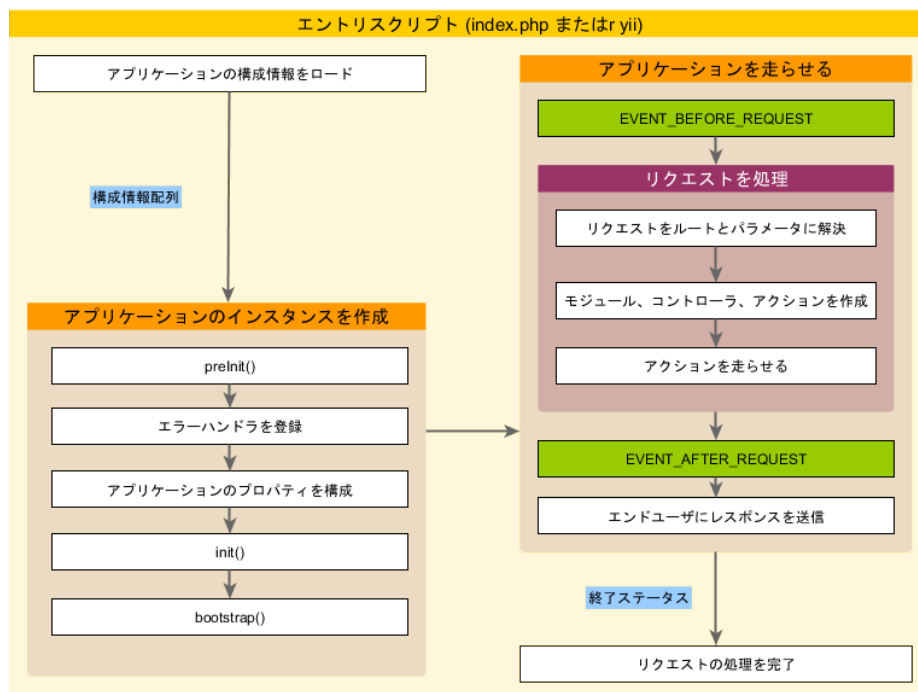 エントリスクリプト (index.php またはr yii)
アプリケーションの構成情報をロード
構成情報配列
アプリケーションのインスタンスを作成
preInit()
エラーハンドラを登録
アプリケーションのプロパティを構成
init()
bootstrap()
アプリケーションを走らせる
EVENT_BEFORE_REQUEST
リクエストを処理
リクエストをルートとパラメータに解決
モジュール、コントローラ、アクションを作成
アクションを走らせる
EVENT_AFTER_REQUEST
エンドユーザにレスポンスを送信
終了ステータス
リクエストの処理を完了